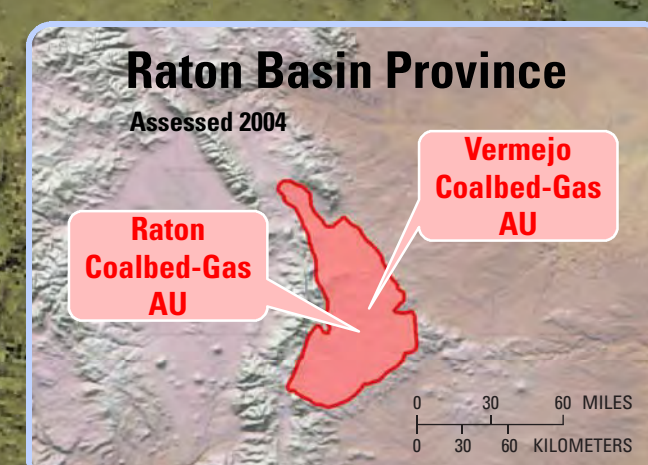 Raton Basin Province
Assessed 2004
Vermejo
Coalbed-Gas
AU
Raton
Coalbed-Gas
AU
0 30 60 MILES
0 30 60 KILOMETERS